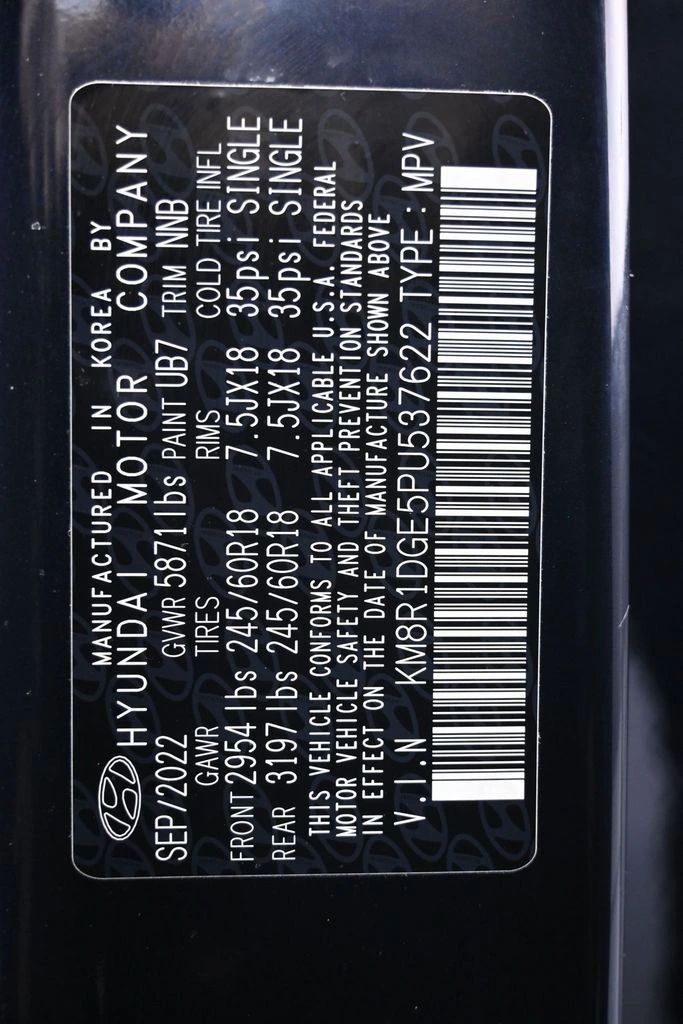 MANUFACTURED IN KOREA BY
HYUNDAI MOTOR COMPANY
SEP/2022 GVWR 5871lbs PAINT UB7 TRIM NNB
GAWR TIRES RIMS COLD TIRE INFL
FRONT 2954 lbs 245/60R18 7.5JX18 35psi SINGLE
REAR 3197 lbs 245/60R18 7.5JX18 35psi SINGLE
THIS VEHICLE CONFORMS TO ALL APPLICABLE U.S.A. FEDERAL
MOTOR VEHICLE SAFETY AND THEFT PREVENTION STANDARDS
IN EFFECT ON THE DATE OF MANUFACTURE SHOWN ABOVE
V.I.N KM8R1DGE5PU537622 TYPE : MPV